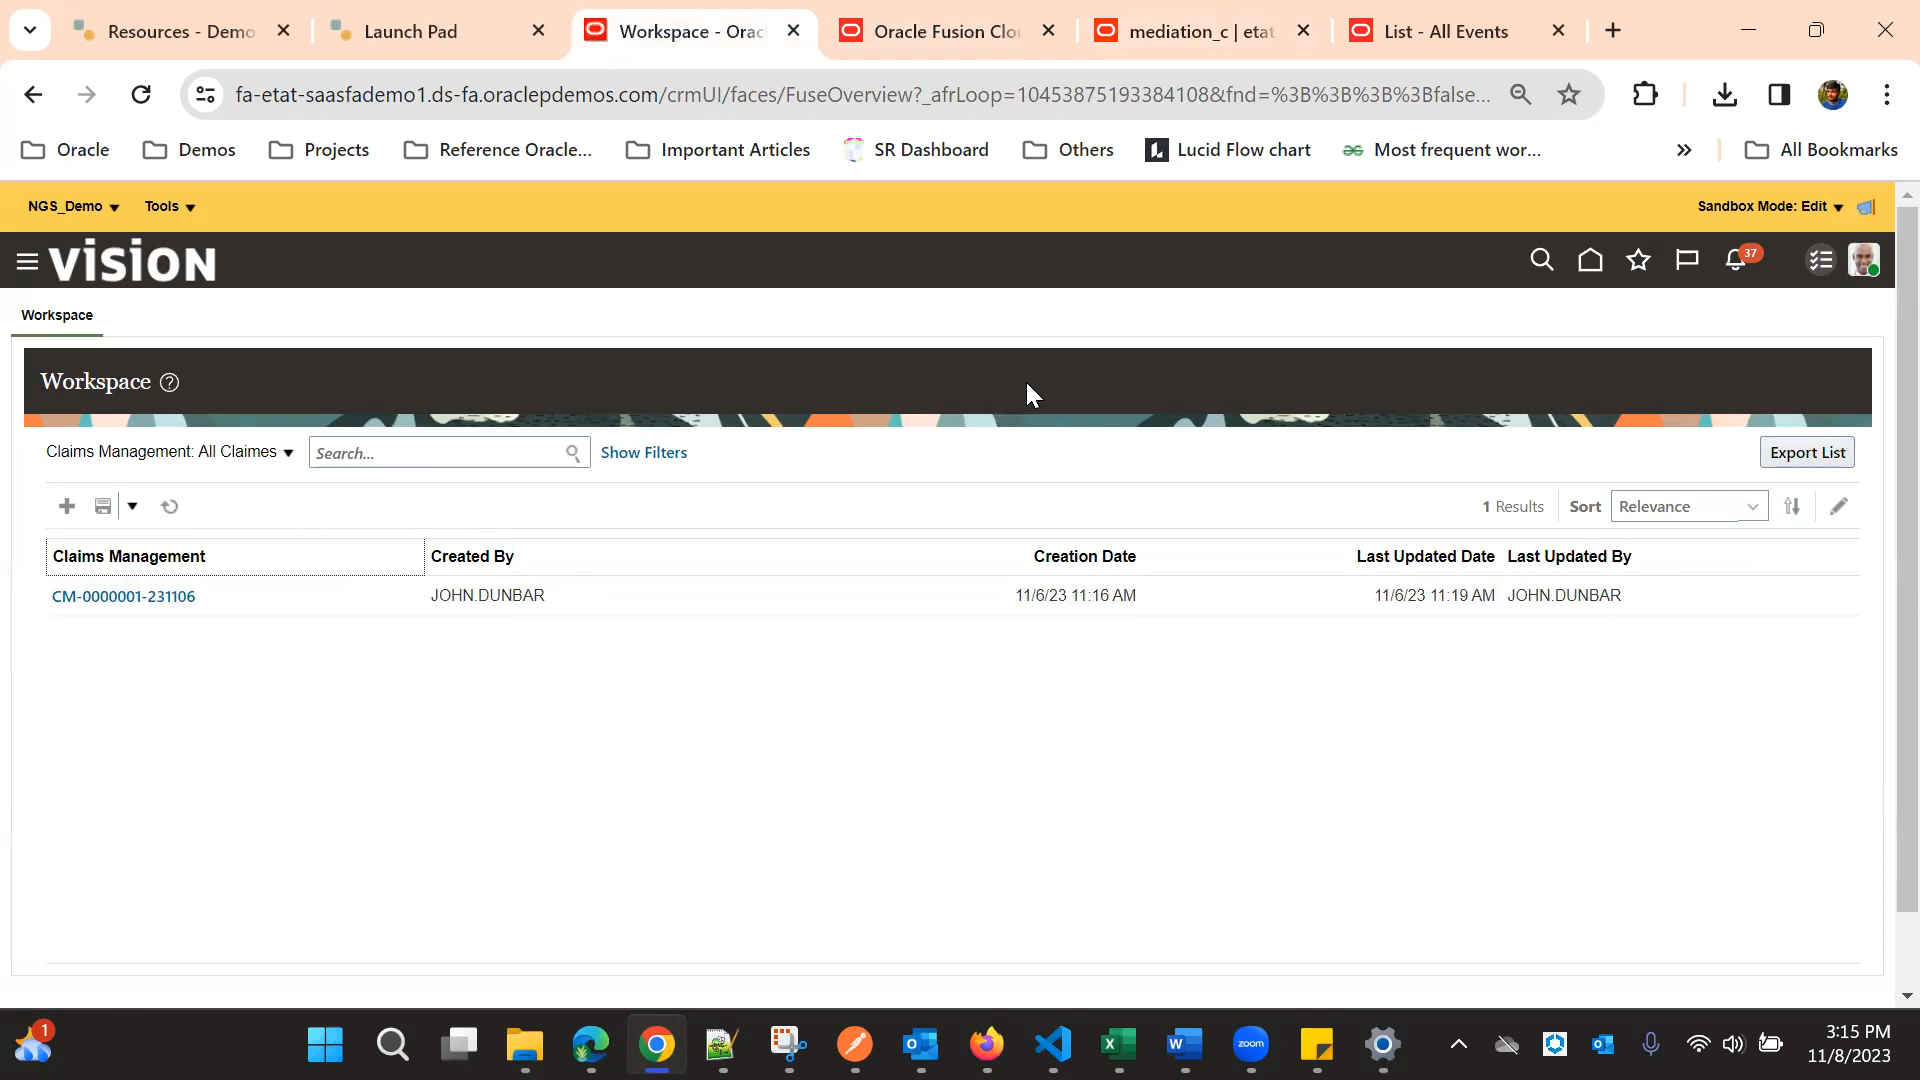 Resources - Demo
Launch Pad
Workspace - Orac
Oracle Fusion Clou
mediation_c | etat
List - All Events
fa-etat-saasfademo1.ds-fa.oraclepdemos.com/crmUI/faces/FuseOverview?_afrLoop=10453875193384108&fnd=%3B%3B%3B%3Bfalse...
Oracle
Demos
Projects
Reference Oracle...
Important Articles
SR Dashboard
Others
Lucid Flow chart
Most frequent wor...
All Bookmarks
NGS_Demo
Tools
Sandbox Mode: Edit
VISION
37
Workspace
Workspace
Claims Management: All Claimes
Search...
Show Filters
Export List
1 Results
Sort
Relevance
Claims Management
Created By
Creation Date
Last Updated Date
Last Updated By
CM-0000001-231106
JOHN.DUNBAR
11/6/23 11:16 AM
11/6/23 11:19 AM
JOHN.DUNBAR
1
zoom
3:15 PM
11/8/2023